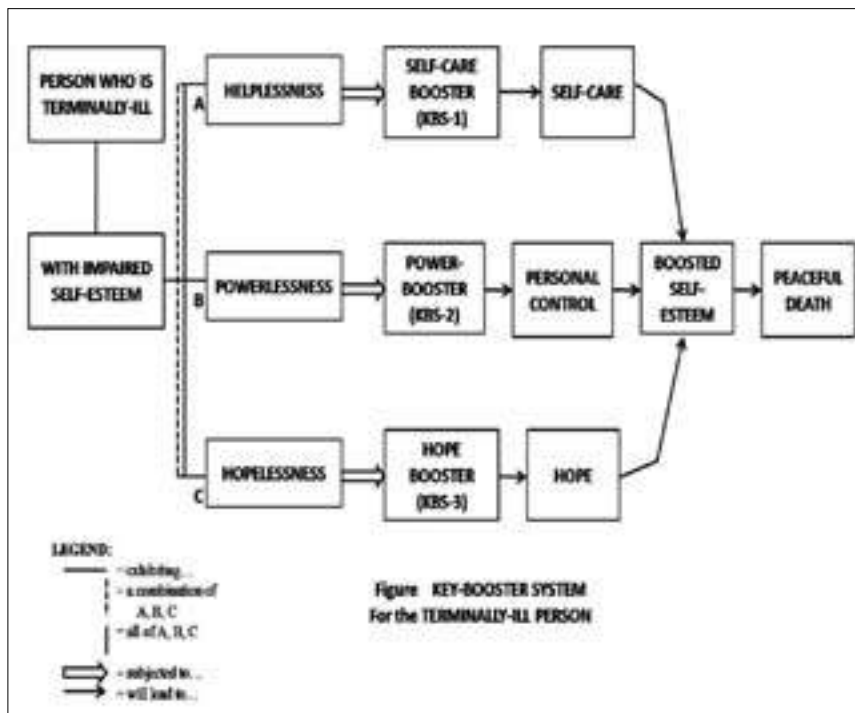 PERSON WHO IS
TERMINALLY-ILL
A
HELPLESSNESS
SELF-CARE
BOOSTER
(KBS-1)
SELF-CARE
WITH IMPAIRED
SELF-ESTEEM
B
POWERLESSNESS
POWER-
BOOSTER
(KBS-2)
PERSONAL
CONTROL
BOOSTED
SELF-
ESTEEM
PEACEFUL
DEATH
C
HOPELESSNESS
HOPE
BOOSTER
(KBS-3)
HOPE
LEGEND:
- exhibiting...
- a combination of
A, B, C
- all of A, B, C
- subjected to...
- will lead to...
Figure KEY-BOOSTER SYSTEM
For the TERMINALLY-ILL PERSON